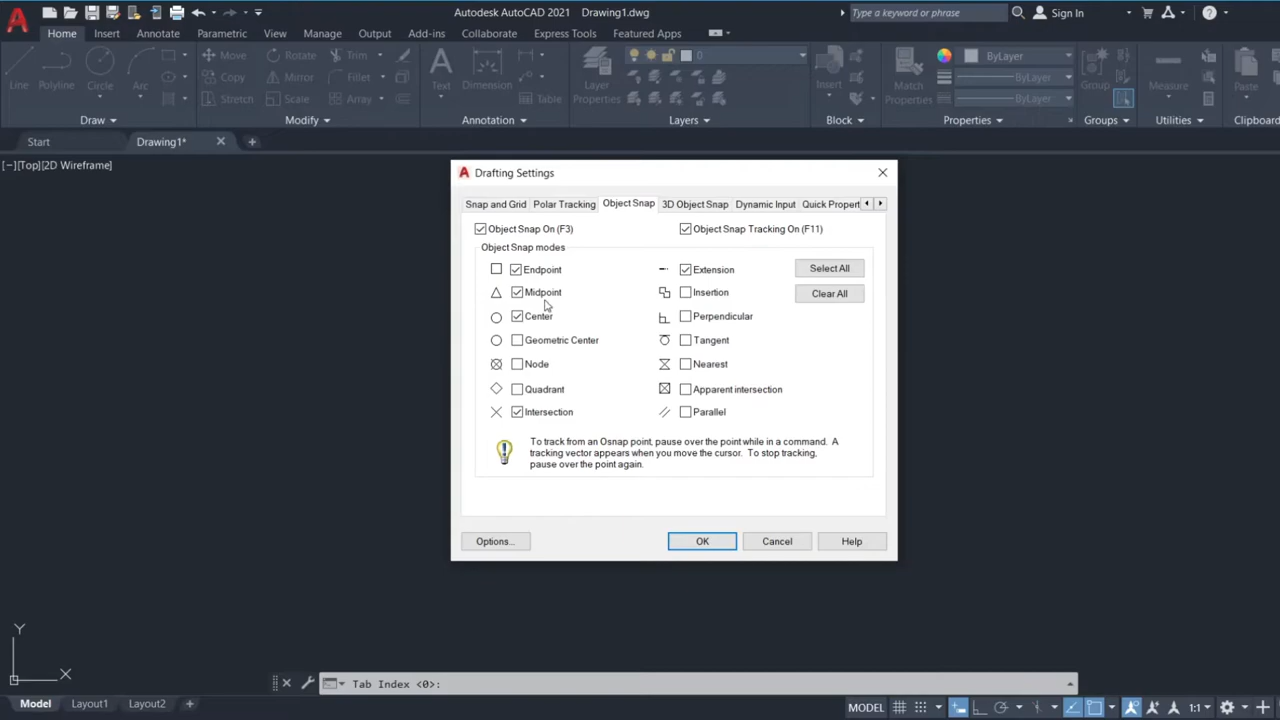 Autodesk AutoCAD 2021 Drawing1.dwg
Type a keyword or phrase
Sign In
Home Insert Annotate Parametric View Manage Output Add-ins Collaborate Express Tools Featured Apps
Line Polyline Circle Arc
Move Rotate Trim
Copy Mirror Fillet
Stretch Scale Array
Text Dimension
Table
Layer
Properties
0
Insert
Match
Properties
ByLayer
ByLayer
ByLayer
Group
Measure
Paste
Draw Modify Annotation Layers Block Properties Groups Utilities Clipboard
Start Drawing1*
[−][Top][2D Wireframe]
Drafting Settings
Snap and Grid Polar Tracking Object Snap 3D Object Snap Dynamic Input Quick Propert
Object Snap On (F3) Object Snap Tracking On (F11)
Object Snap modes
Endpoint Extension Select All
Midpoint Insertion Clear All
Center Perpendicular
Geometric Center Tangent
Node Nearest
Quadrant Apparent intersection
Intersection Parallel
To track from an Osnap point, pause over the point while in a command. A
tracking vector appears when you move the cursor. To stop tracking,
pause over the point again.
Options... OK Cancel Help
Y
X
Tab Index <0>:
Model Layout1 Layout2
MODEL 1:1